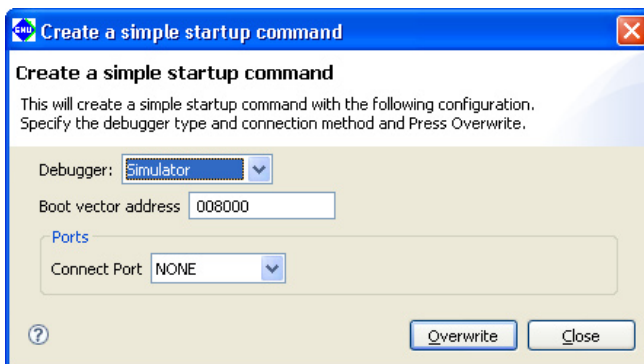 GNU Create a simple startup command
Create a simple startup command
This will create a simple startup command with the following configuration.
Specify the debugger type and connection method and Press Overwrite.
Debugger: Simulator
Boot vector address 008000
Ports
Connect Port NONE
? Overwrite Close